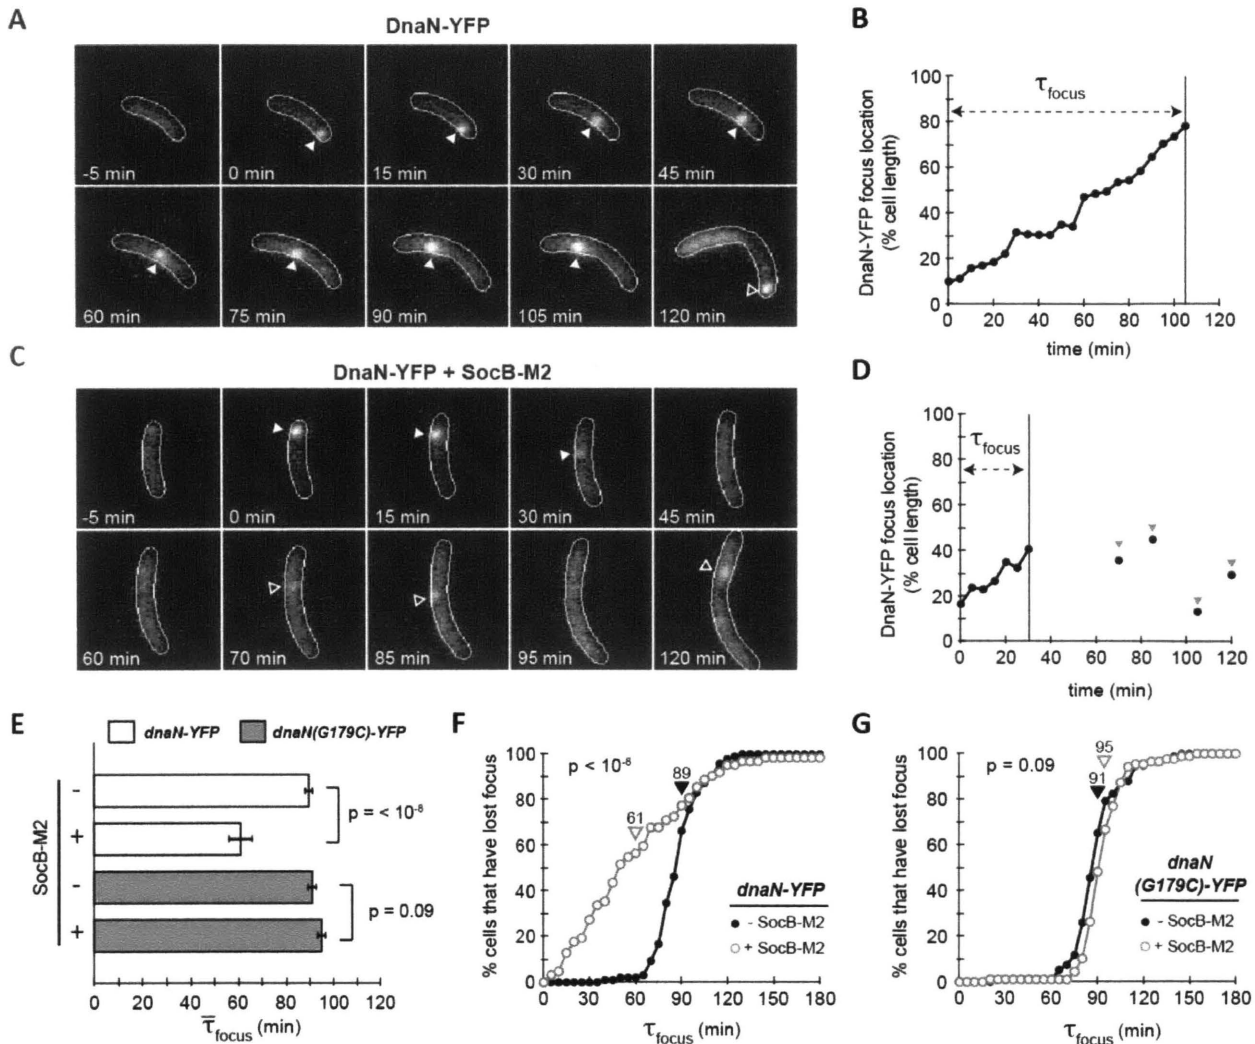 A
DnaN-YFP
-5 min
0 min
15 min
30 min
45 min
60 min
75 min
90 min
105 min
120 min
B
DnaN-YFP focus location
(% cell length)
100
80
60
40
20
0
τfocus
0 20 40 60 80 100 120
time (min)
C
DnaN-YFP + SocB-M2
-5 min
0 min
15 min
30 min
45 min
60 min
70 min
85 min
95 min
120 min
D
DnaN-YFP focus location
(% cell length)
100
80
60
40
20
0
τfocus
0 20 40 60 80 100 120
time (min)
E
dnaN-YFP
dnaN(G179C)-YFP
SocB-M2
-
+
-
+
p = < 10-8
p = 0.09
0 20 40 60 80 100 120
τ̅focus (min)
F
% cells that have lost focus
100
80
60
40
20
0
p < 10-8
89
61
dnaN-YFP
- SocB-M2
+ SocB-M2
0 30 60 90 120 150 180
τfocus (min)
G
% cells that have lost focus
100
80
60
40
20
0
p = 0.09
95
91
dnaN
(G179C)-YFP
- SocB-M2
+ SocB-M2
0 30 60 90 120 150 180
τfocus (min)